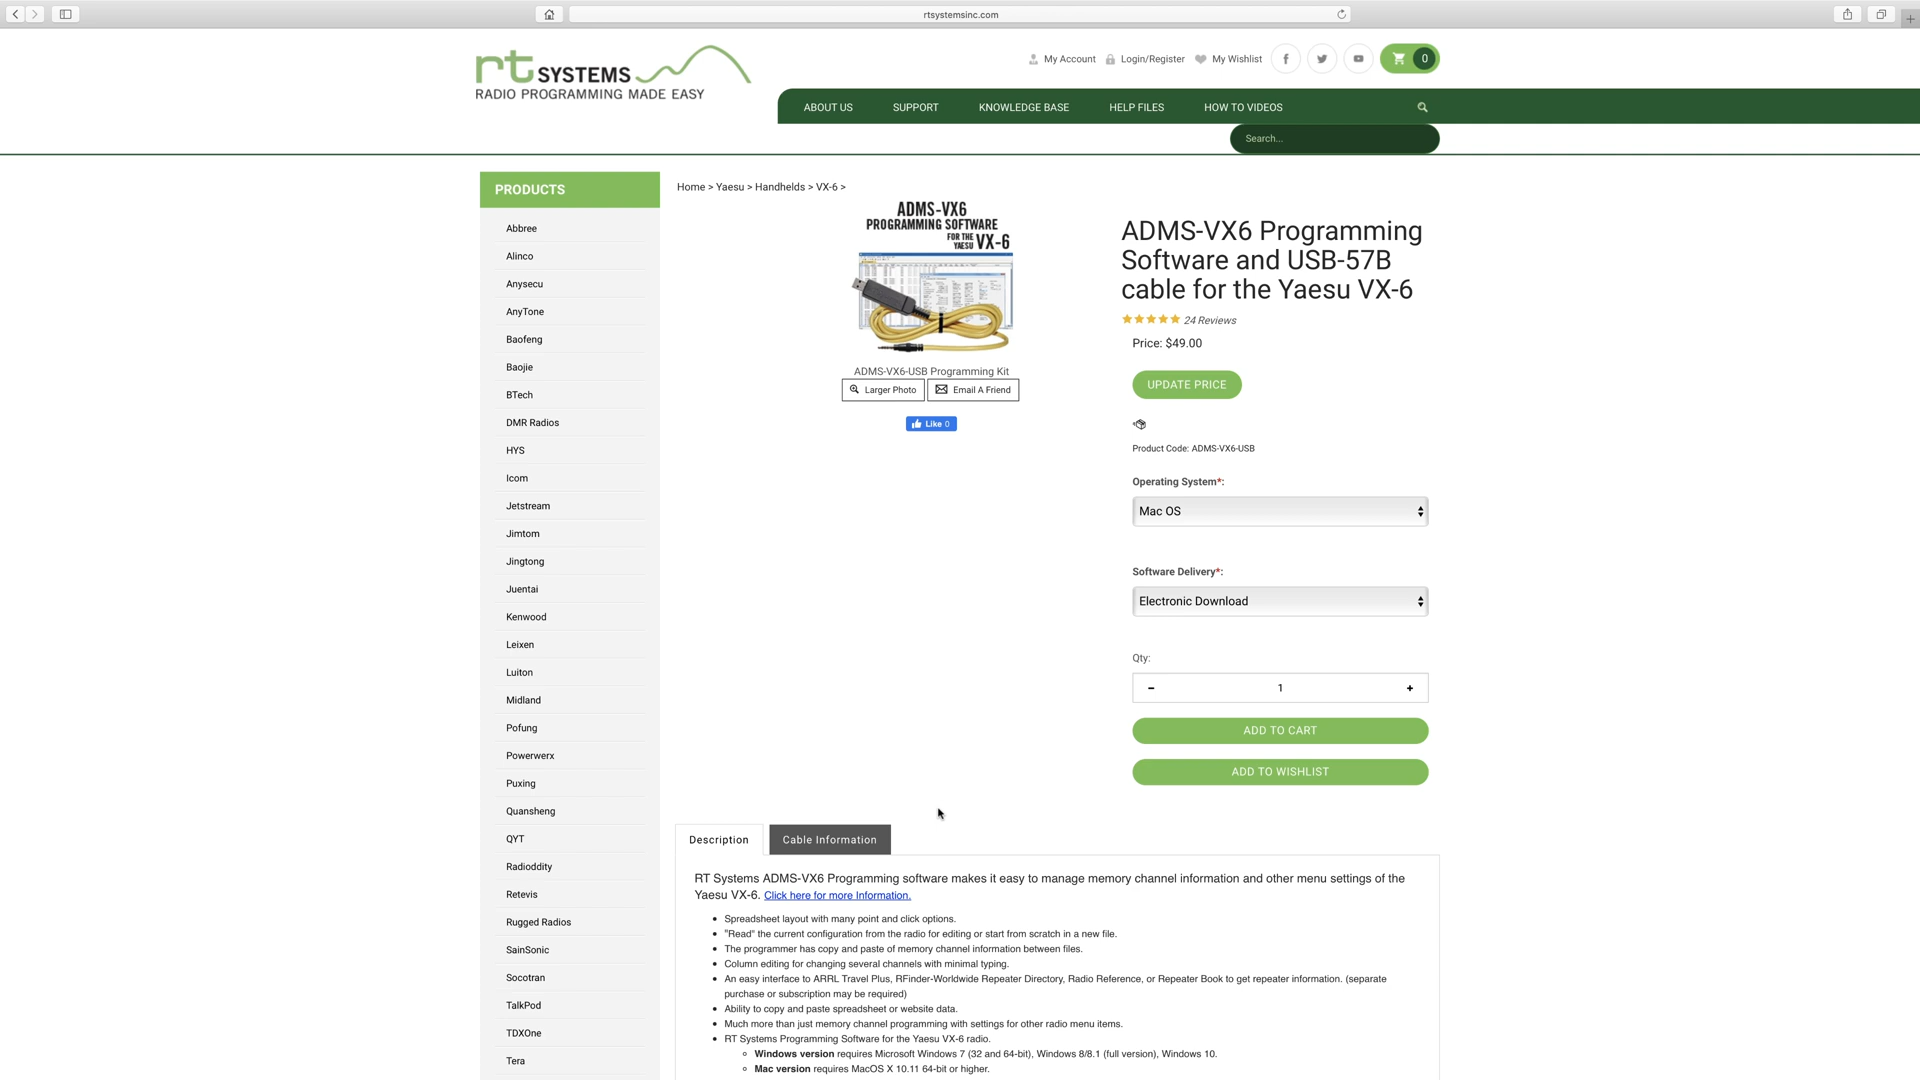 rtsystemsinc.com
rt SYSTEMS
RADIO PROGRAMMING MADE EASY
My Account
Login/Register
My Wishlist
0
ABOUT US
SUPPORT
KNOWLEDGE BASE
HELP FILES
HOW TO VIDEOS
Search...
PRODUCTS
Abbree
Alinco
Anysecu
AnyTone
Baofeng
Baojie
BTech
DMR Radios
HYS
Icom
Jetstream
Jimtom
Jingtong
Juentai
Kenwood
Leixen
Luiton
Midland
Pofung
Powerwerx
Puxing
Quansheng
QYT
Radioddity
Retevis
Rugged Radios
SainSonic
Socotran
TalkPod
TDXOne
Tera
Home > Yaesu > Handhelds > VX-6 >
ADMS-VX6
PROGRAMMING SOFTWARE
FOR THE YAESU VX-6
ADMS-VX6-USB Programming Kit
Larger Photo
Email A Friend
Like 0
ADMS-VX6 Programming
Software and USB-57B
cable for the Yaesu VX-6
24 Reviews
Price: $49.00
UPDATE PRICE
Product Code: ADMS-VX6-USB
Operating System*:
Mac OS
Software Delivery*:
Electronic Download
Qty:
- 1 +
ADD TO CART
ADD TO WISHLIST
Description
Cable Information
RT Systems ADMS-VX6 Programming software makes it easy to manage memory channel information and other menu settings of the
Yaesu VX-6. Click here for more Information.
• Spreadsheet layout with many point and click options.
• "Read" the current configuration from the radio for editing or start from scratch in a new file.
• The programmer has copy and paste of memory channel information between files.
• Column editing for changing several channels with minimal typing.
• An easy interface to ARRL Travel Plus, RFinder-Worldwide Repeater Directory, Radio Reference, or Repeater Book to get repeater information. (separate
purchase or subscription may be required)
• Ability to copy and paste spreadsheet or website data.
• Much more than just memory channel programming with settings for other radio menu items.
• RT Systems Programming Software for the Yaesu VX-6 radio.
◦ Windows version requires Microsoft Windows 7 (32 and 64-bit), Windows 8/8.1 (full version), Windows 10.
◦ Mac version requires MacOS X 10.11 64-bit or higher.